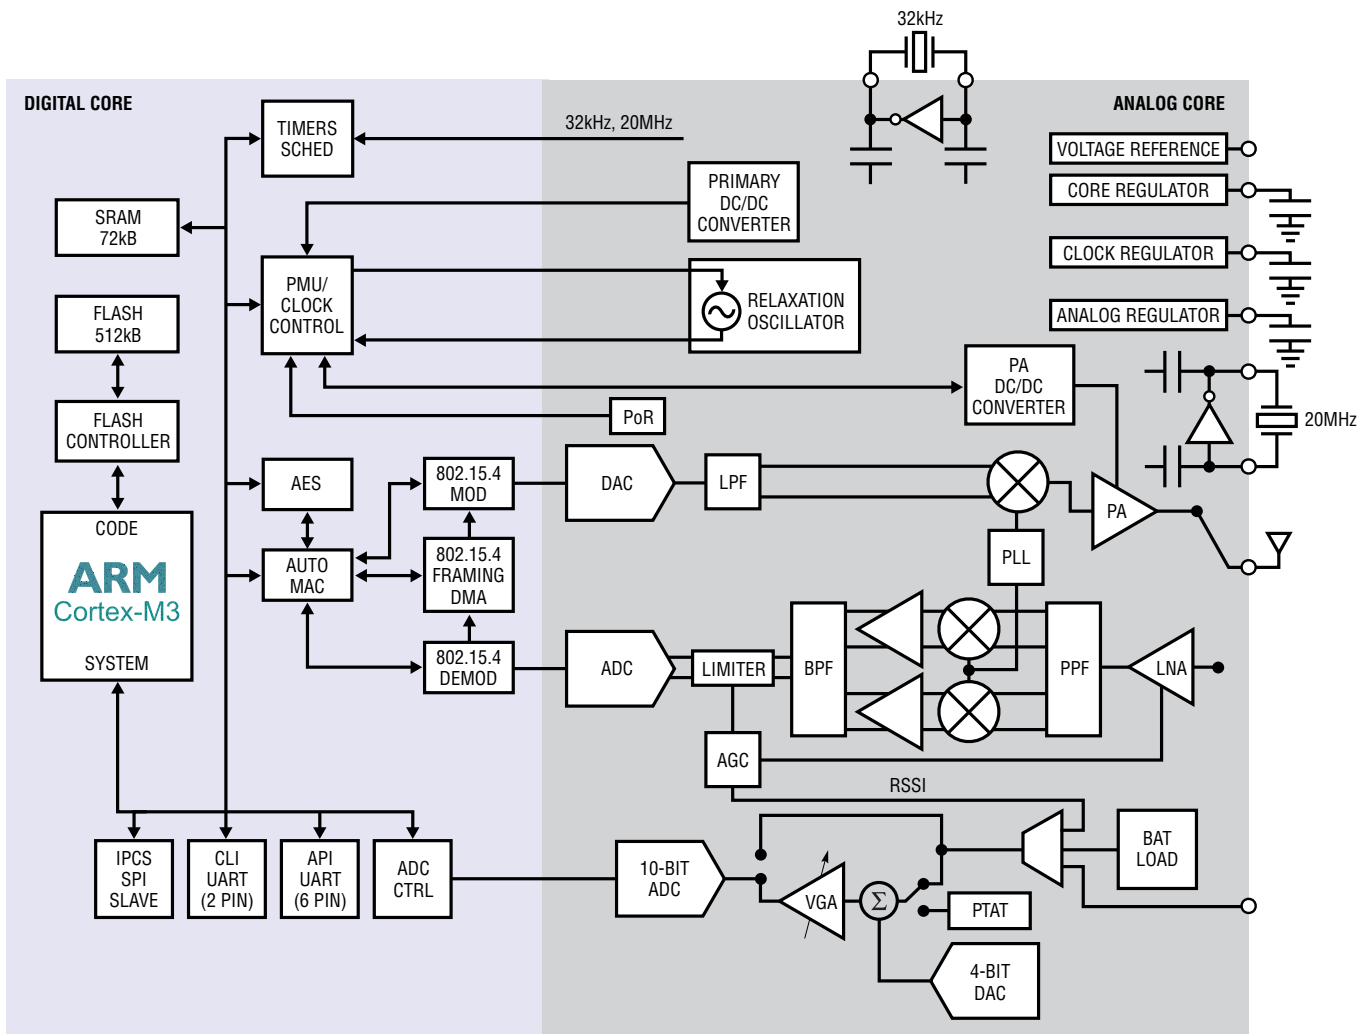 32kHz
DIGITAL CORE
ANALOG CORE
TIMERS
SCHED
32kHz, 20MHz
VOLTAGE REFERENCE
PRIMARY
DC/DC
CONVERTER
CORE REGULATOR
SRAM
72kB
CLOCK REGULATOR
PMU/
CLOCK
CONTROL
RELAXATION
OSCILLATOR
FLASH
512kB
ANALOG REGULATOR
PA
DC/DC
CONVERTER
FLASH
CONTROLLER
PoR
20MHz
AES
802.15.4
MOD
DAC
LPF
PA
CODE
ARM
Cortex-M3
SYSTEM
AUTO
MAC
802.15.4
FRAMING
DMA
PLL
802.15.4
DEMOD
ADC
LIMITER
BPF
PPF
LNA
AGC
RSSI
IPCS
SPI
SLAVE
CLI
UART
(2 PIN)
API
UART
(6 PIN)
ADC
CTRL
10-BIT
ADC
VGA
Σ
PTAT
BAT
LOAD
4-BIT
DAC